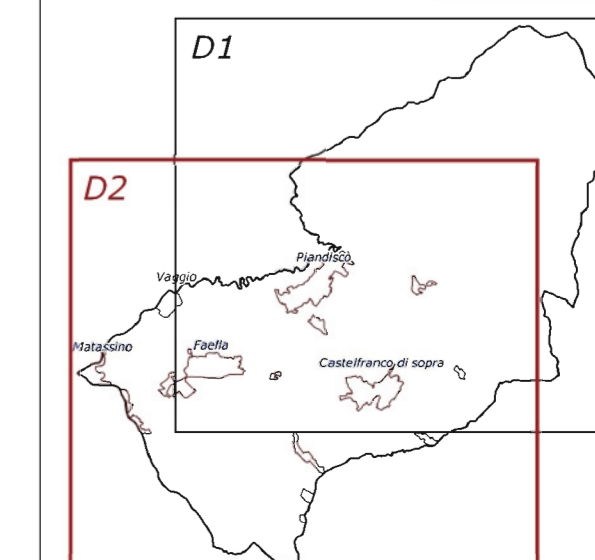 D1
D2
Piandiscò
Vaggio
Matassino
Faella
Castelfranco di sopra